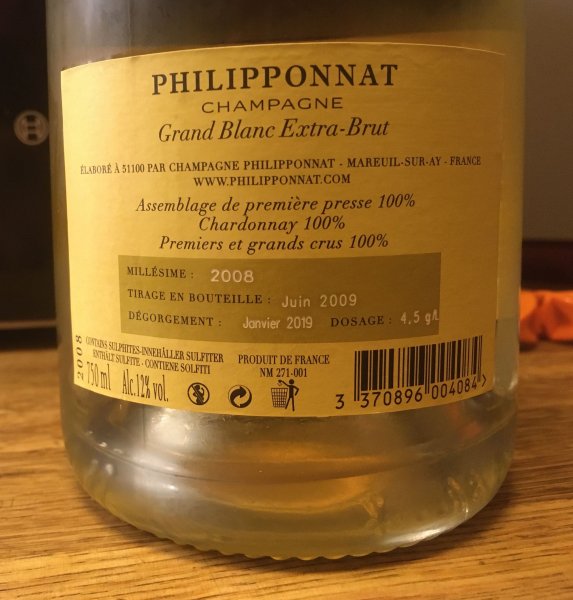 PHILIPPONNAT
CHAMPAGNE
Grand Blanc Extra-Brut
ÉLABORÉ À 51100 PAR CHAMPAGNE PHILIPPONNAT - MAREUIL-SUR-AY - FRANCE
WWW.PHILIPPONNAT.COM
Assemblage de première presse 100%
Chardonnay 100%
Premiers et grands crus 100%
MILLÉSIME : 2008
TIRAGE EN BOUTEILLE : Juin 2009
DÉGORGEMENT : Janvier 2019 DOSAGE : 4,5 g/L
2008
CONTAINS SULPHITES-INNEHÅLLER SULFITER
ENTHÄLT SULFITE - CONTIENE SOLFITI
750 ml Alc.12% vol.
PRODUIT DE FRANCE
NM 271-001
3 370896 004084 >